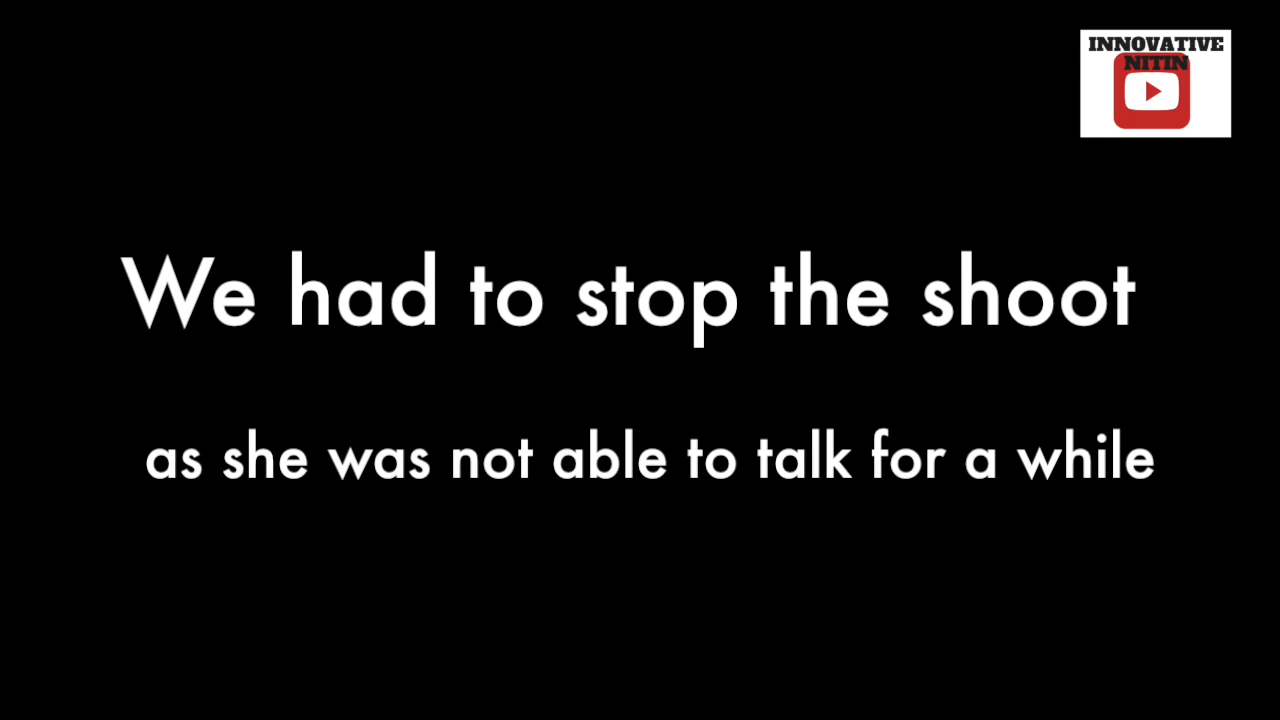 INNOVATIVE
NITIN
We had to stop the shoot
as she was not able to talk for a while